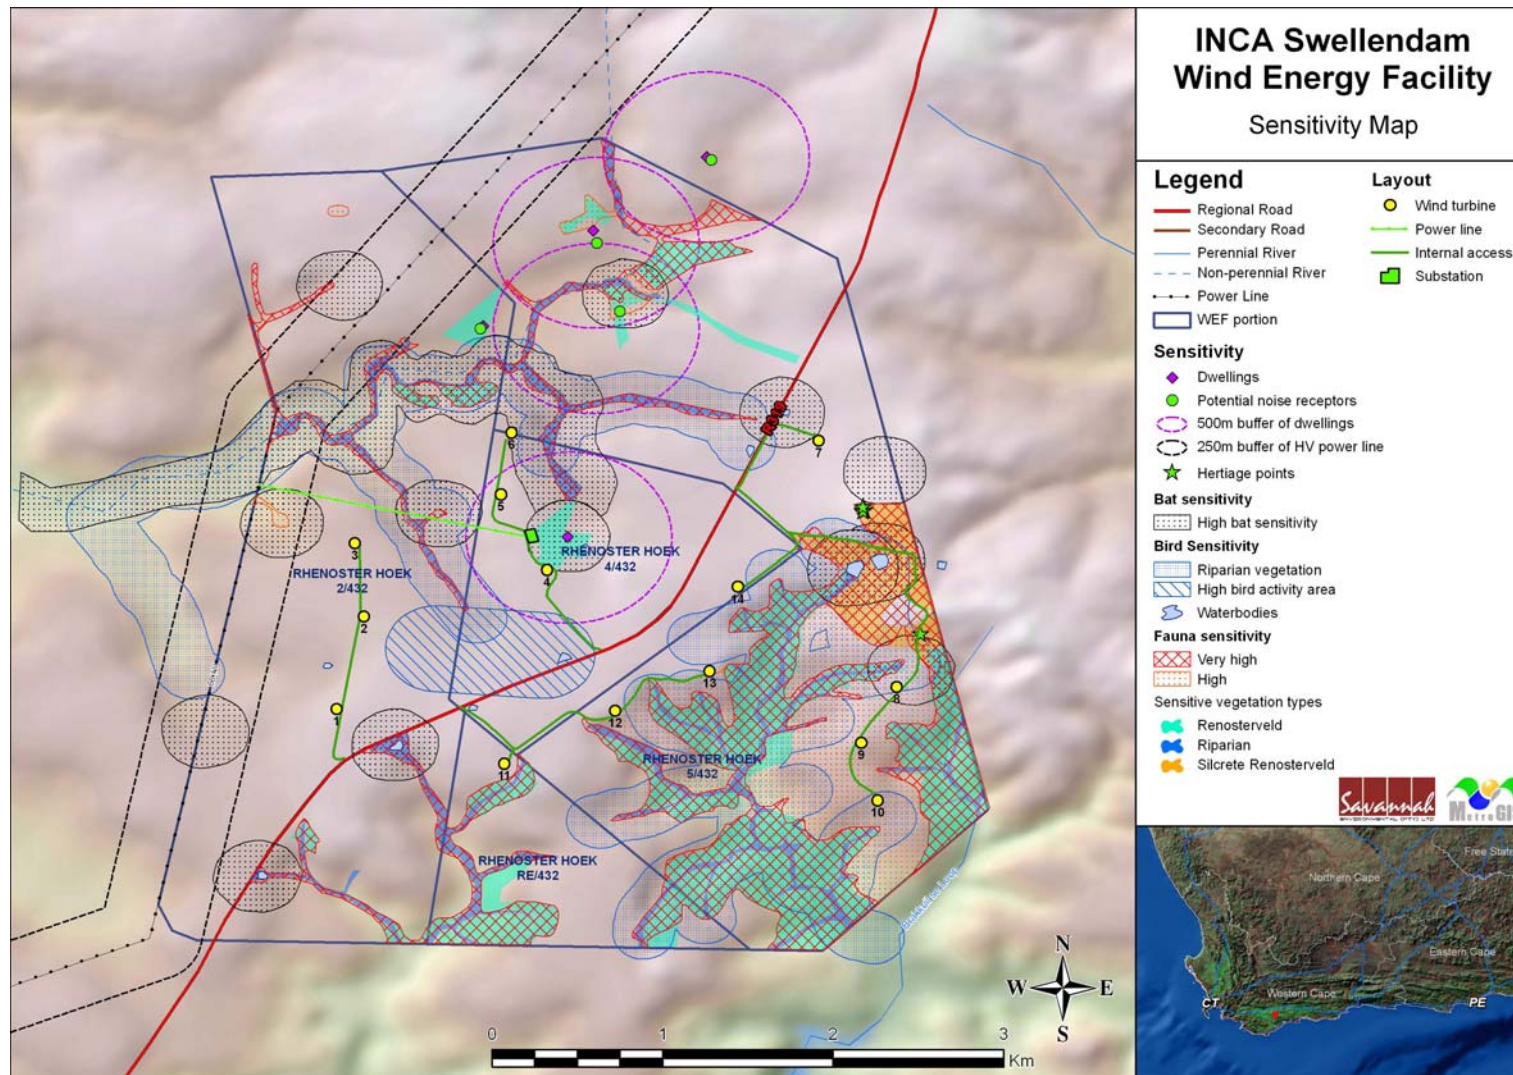 INCA Swellendam
Wind Energy Facility
Sensitivity Map
Legend
Regional Road
Secondary Road
Perennial River
Non-perennial River
Power Line
WEF portion
Layout
Wind turbine
Power line
Internal access
Substation
Sensitivity
Dwellings
Potential noise receptors
500m buffer of dwellings
250m buffer of HV power line
Hertiage points
Bat sensitivity
High bat sensitivity
Bird Sensitivity
Riparian vegetation
High bird activity area
Waterbodies
Fauna sensitivity
Very high
High
Sensitive vegetation types
Renosterveld
Riparian
Silcrete Renosterveld
Savannah
ENVIRONMENTAL (PTY) LTD
MetroGI
Free State
Northern Cape
Eastern Cape
Western Cape
CT
PE
6
7
5
3
RHENOSTER HOEK
4/432
RHENOSTER HOEK
2/432
4
14
2
13
8
1
12
9
11
RHENOSTER HOEK
5/432
10
RHENOSTER HOEK
RE/432
N
W
E
S
0
1
2
3
Km